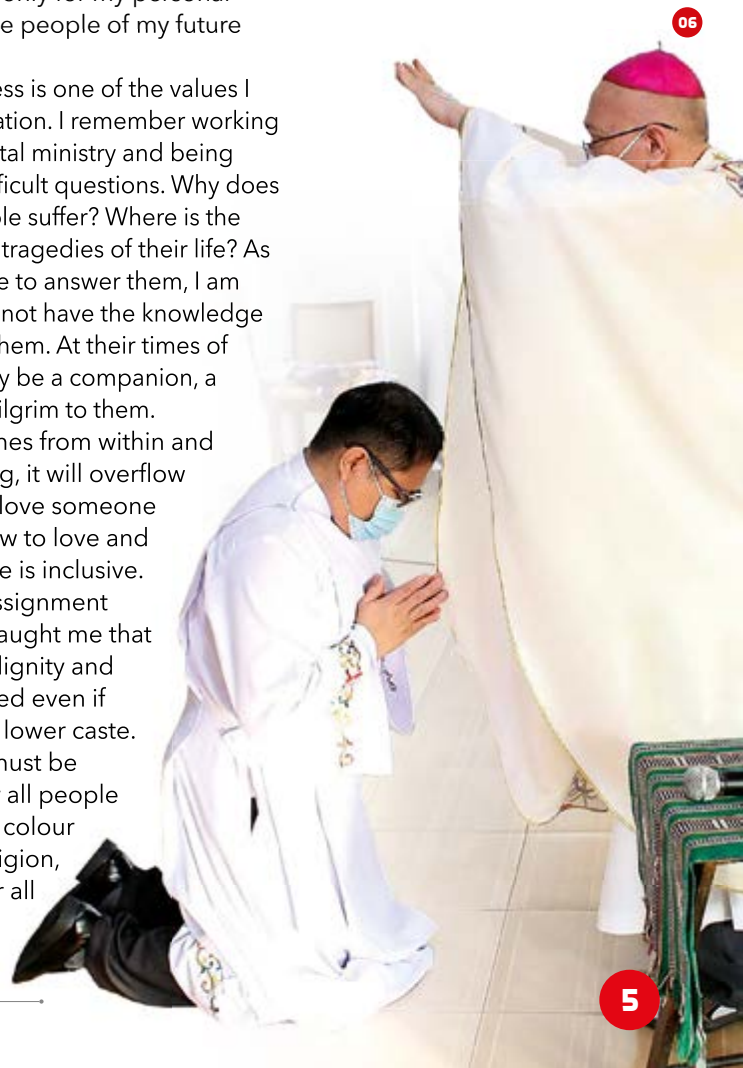 06
e people of my future
ess is one of the values I
ation. I remember working
tal ministry and being
ficult questions. Why does
ple suffer? Where is the
tragedies of their life? As
e to answer them, I am
not have the knowledge
hem. At their times of
y be a companion, a
ilgrim to them.
nes from within and
g, it will overflow
love someone
w to love and
e is inclusive.
ssignment
aught me that
dignity and
ed even if
lower caste.
must be
r all people
colour
igion,
r all
5